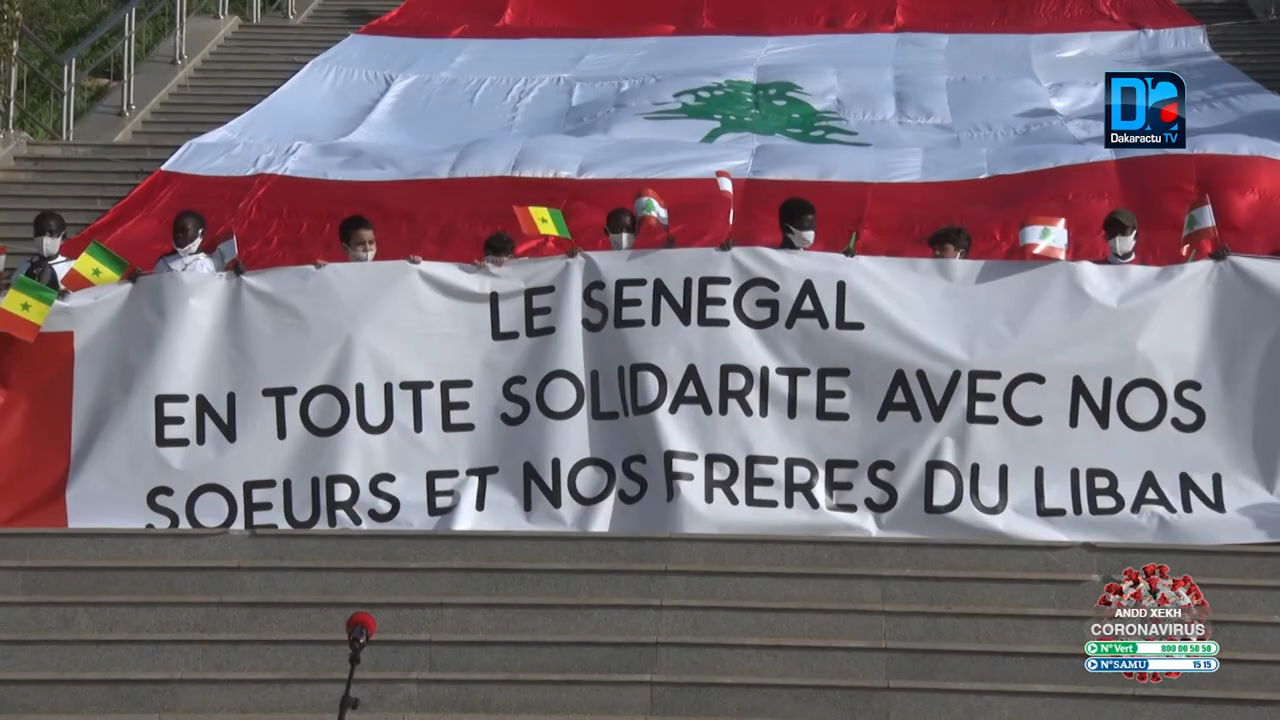 DTV
Dakaractu TV
LE SENEGAL
EN TOUTE SOLIDARITE AVEC NOS
SOEURS ET NOS FRERES DU LIBAN
ANDD XEKH
CORONAVIRUS
N° Vert 800 00 50 50
N° SAMU 15 15